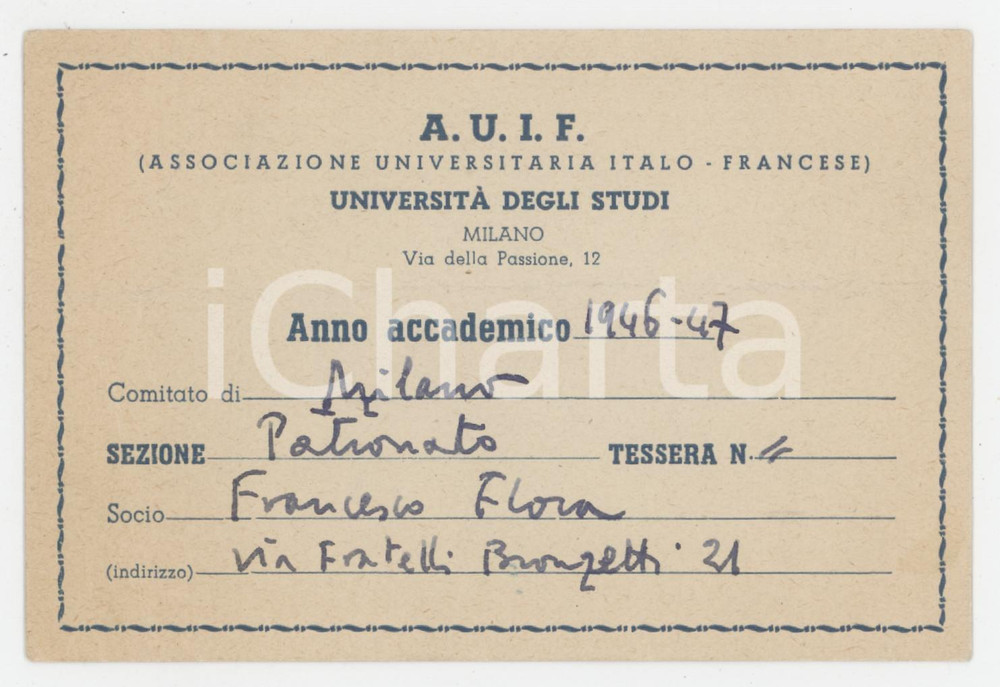 A. U. I. F.
(ASSOCIAZIONE UNIVERSITARIA ITALO - FRANCESE)
UNIVERSITÀ DEGLI STUDI
MILANO
Via della Passione, 12
iCharta
Anno accademico 1946-47
Comitato di Milano
SEZIONE Patronato TESSERA N. //
Socio Francesco Flora
(indirizzo) via Fratelli Bronzetti 21